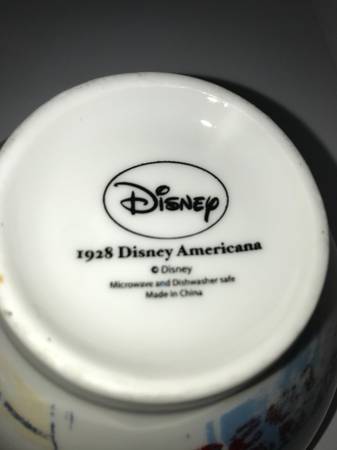 Disney
1928 Disney Americana
© Disney
Microwave and Dishwasher safe
Made in China